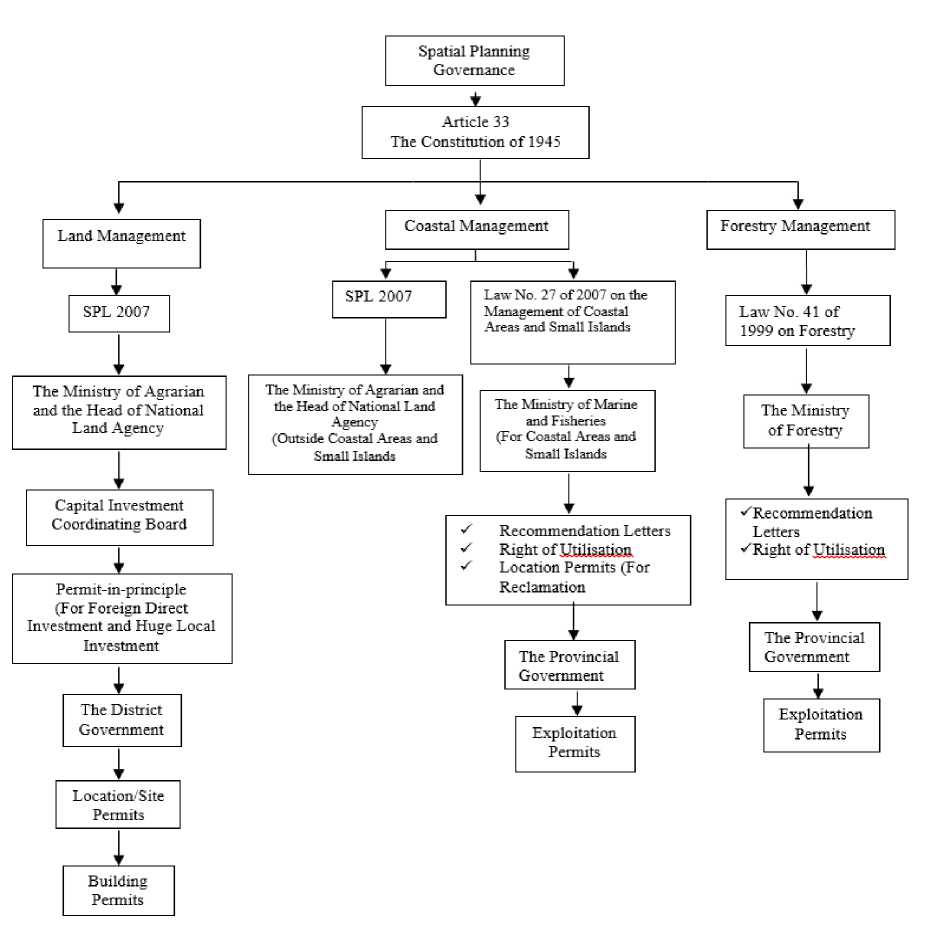 Spatial Planning
Governance
Article 33
The Constitution of 1945
Land Management
SPL 2007
The Ministry of Agrarian
and the Head of National
Land Agency
Capital Investment
Coordinating Board
Permit-in-principle
(For Foreign Direct
Investment and Huge Local
Investment
The District
Government
Location/Site
Permits
Building
Permits
Coastal Management
SPL 2007
The Ministry of Agrarian and
the Head of National Land
Agency
(Outside Coastal Areas and
Small Islands
Law No. 27 of 2007 on the
Management of Coastal
Areas and Small Islands
The Ministry of Marine
and Fisheries
(For Coastal Areas and
Small Islands
✓ Recommendation Letters
✓ Right of Utilisation
✓ Location Permits (For
Reclamation
The Provincial
Government
Exploitation
Permits
Forestry Management
Law No. 41 of
1999 on Forestry
The Ministry
of Forestry
✓Recommendation
Letters
✓Right of Utilisation
The Provincial
Government
Exploitation
Permits